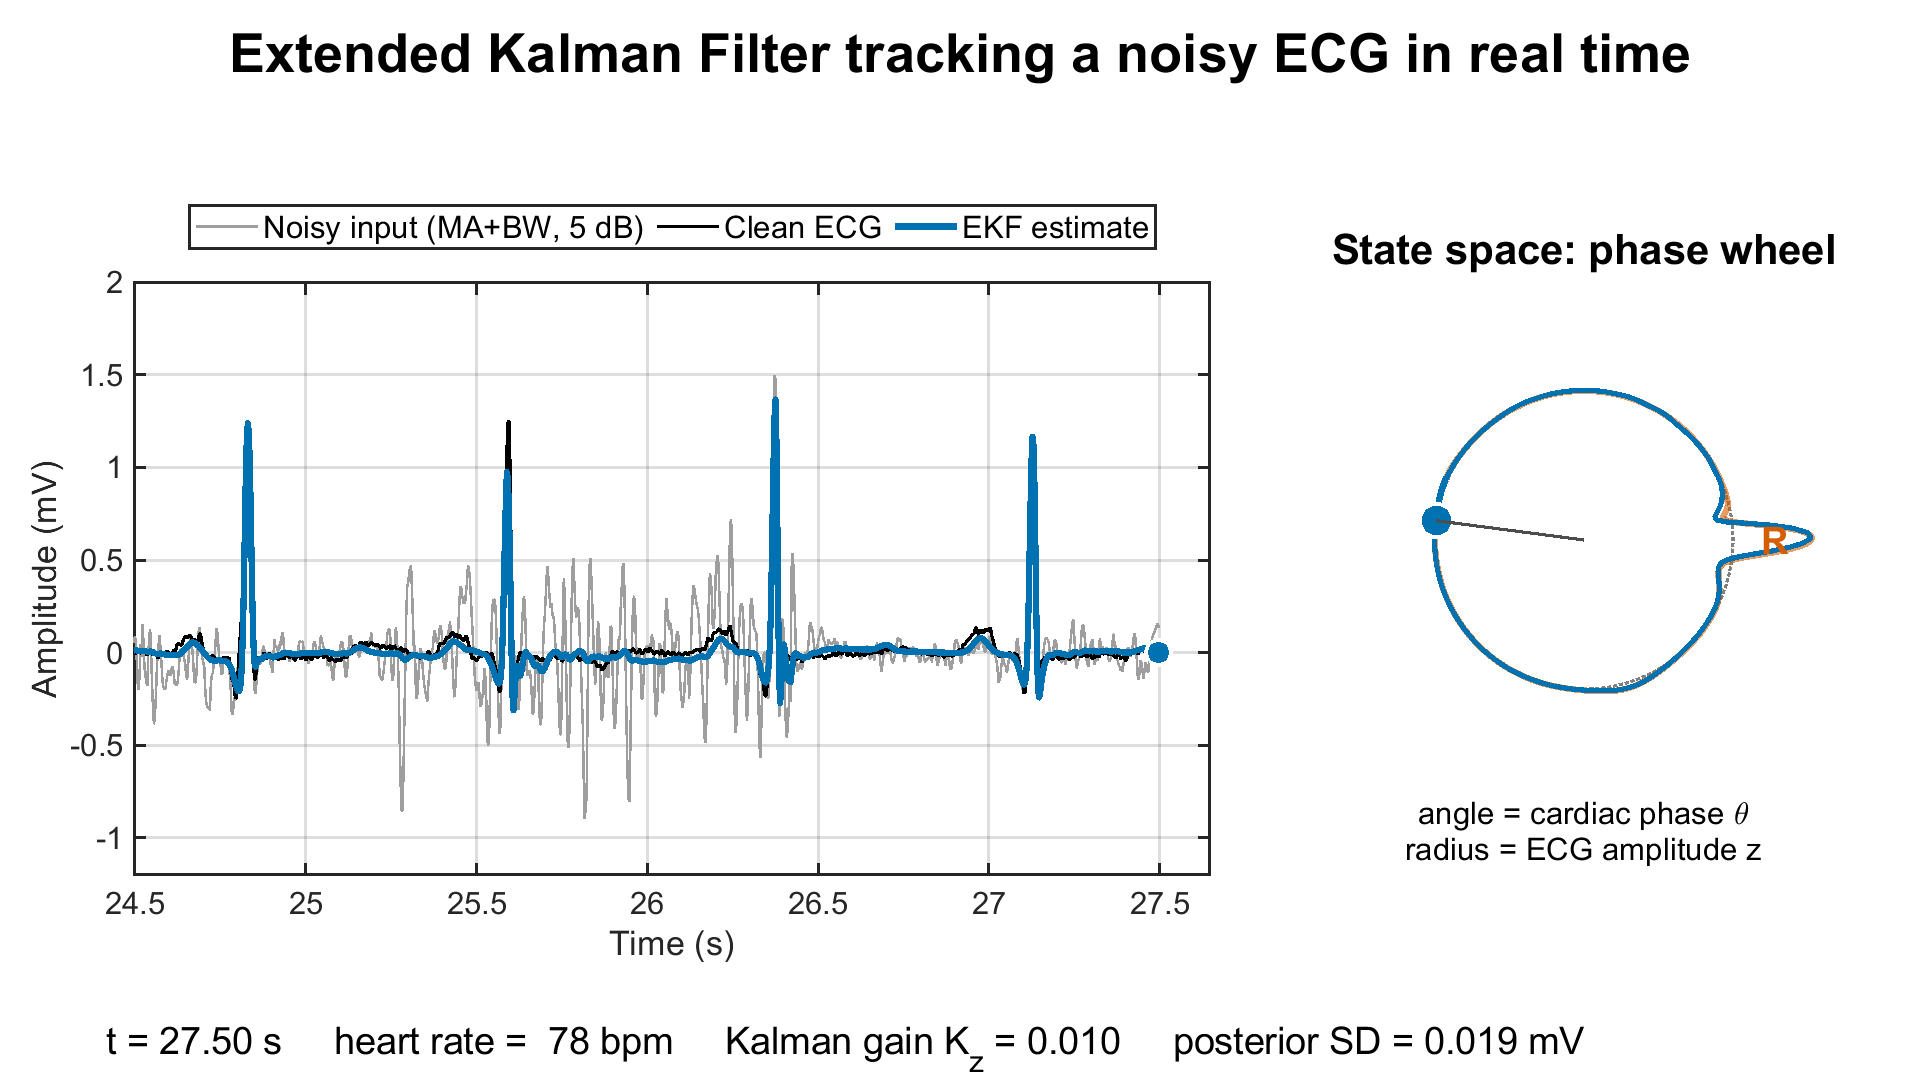 Extended Kalman Filter tracking a noisy ECG in real time
Noisy input (MA+BW, 5 dB) Clean ECG EKF estimate
State space: phase wheel
2
1.5
1
0.5
0
-0.5
-1
Amplitude (mV)
24.5 25 25.5 26 26.5 27 27.5
Time (s)
R
angle = cardiac phase θ
radius = ECG amplitude z
t = 27.50 s heart rate = 78 bpm Kalman gain K_z = 0.010 posterior SD = 0.019 mV